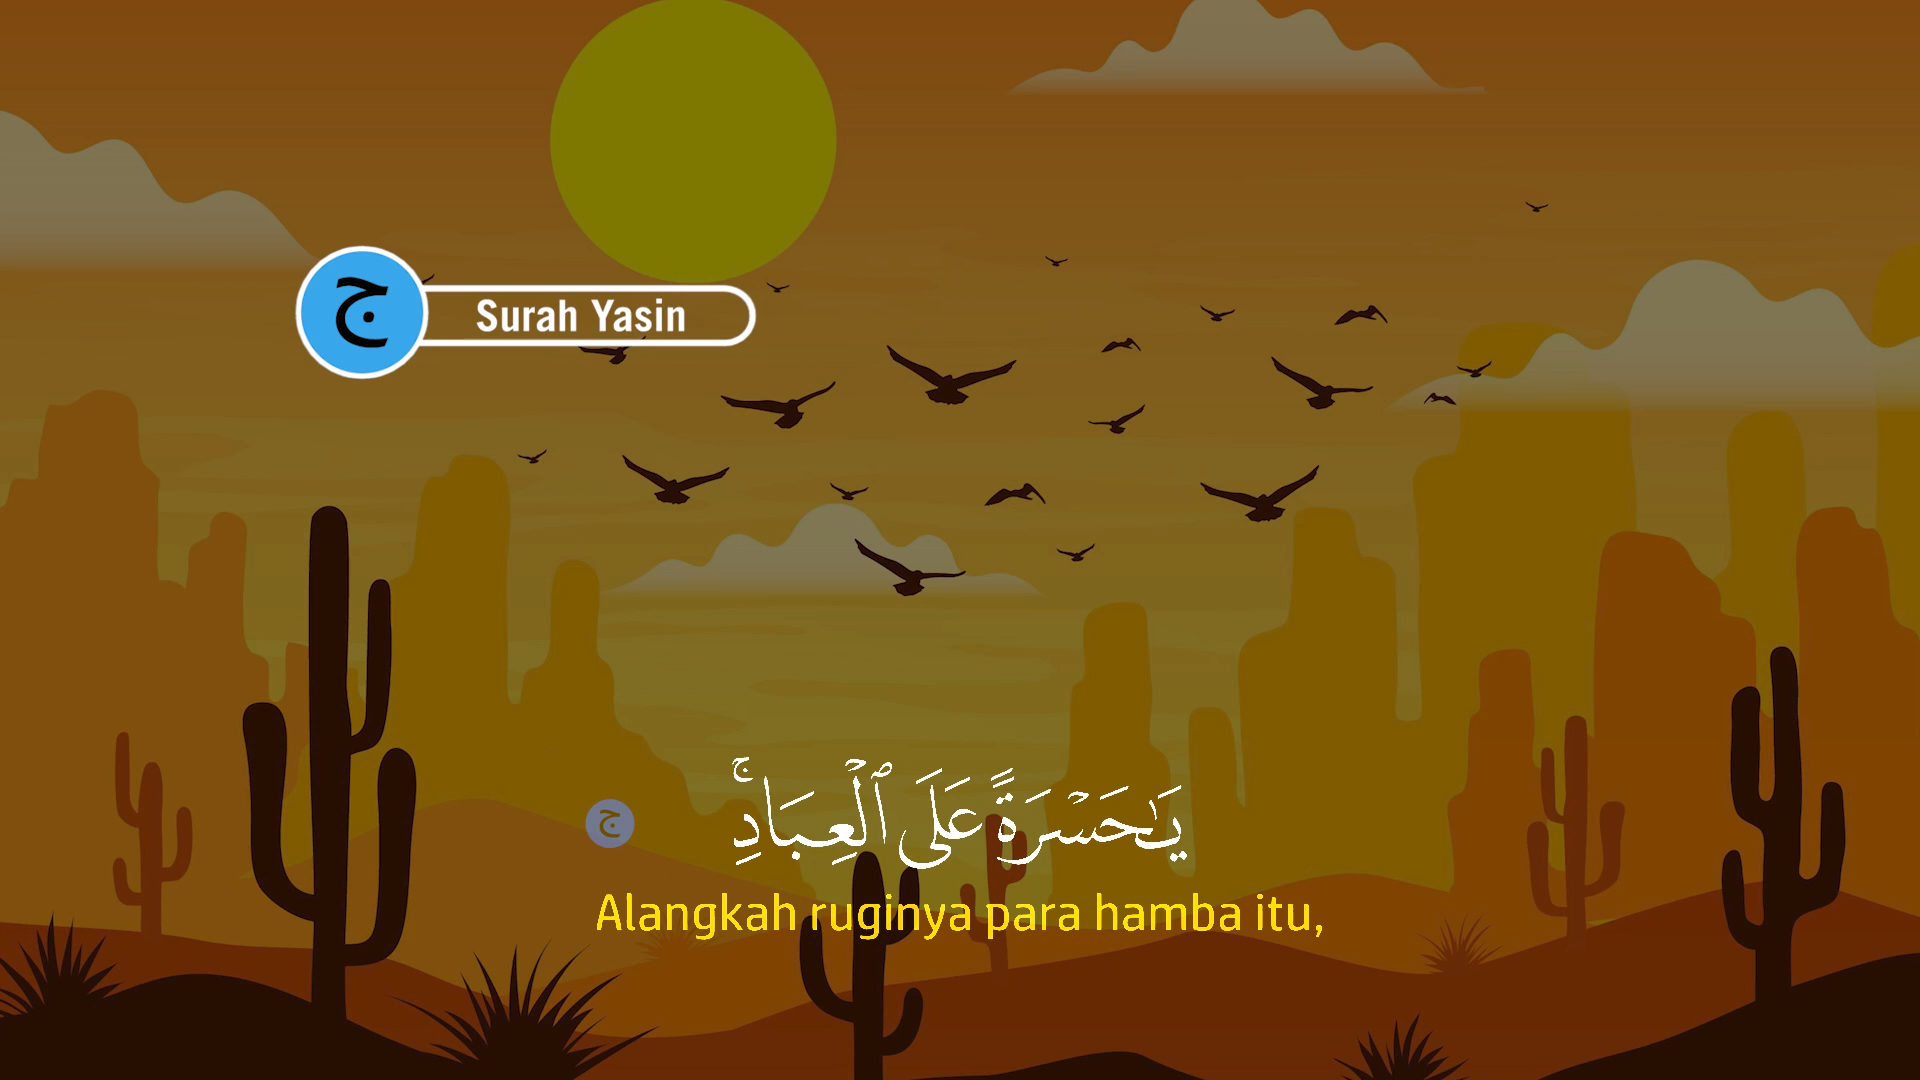 ج
Surah Yasin
يَـٰحَسْرَةً عَلَى ٱلْعِبَادِ ۚ
ج
Alangkah ruginya para hamba itu,